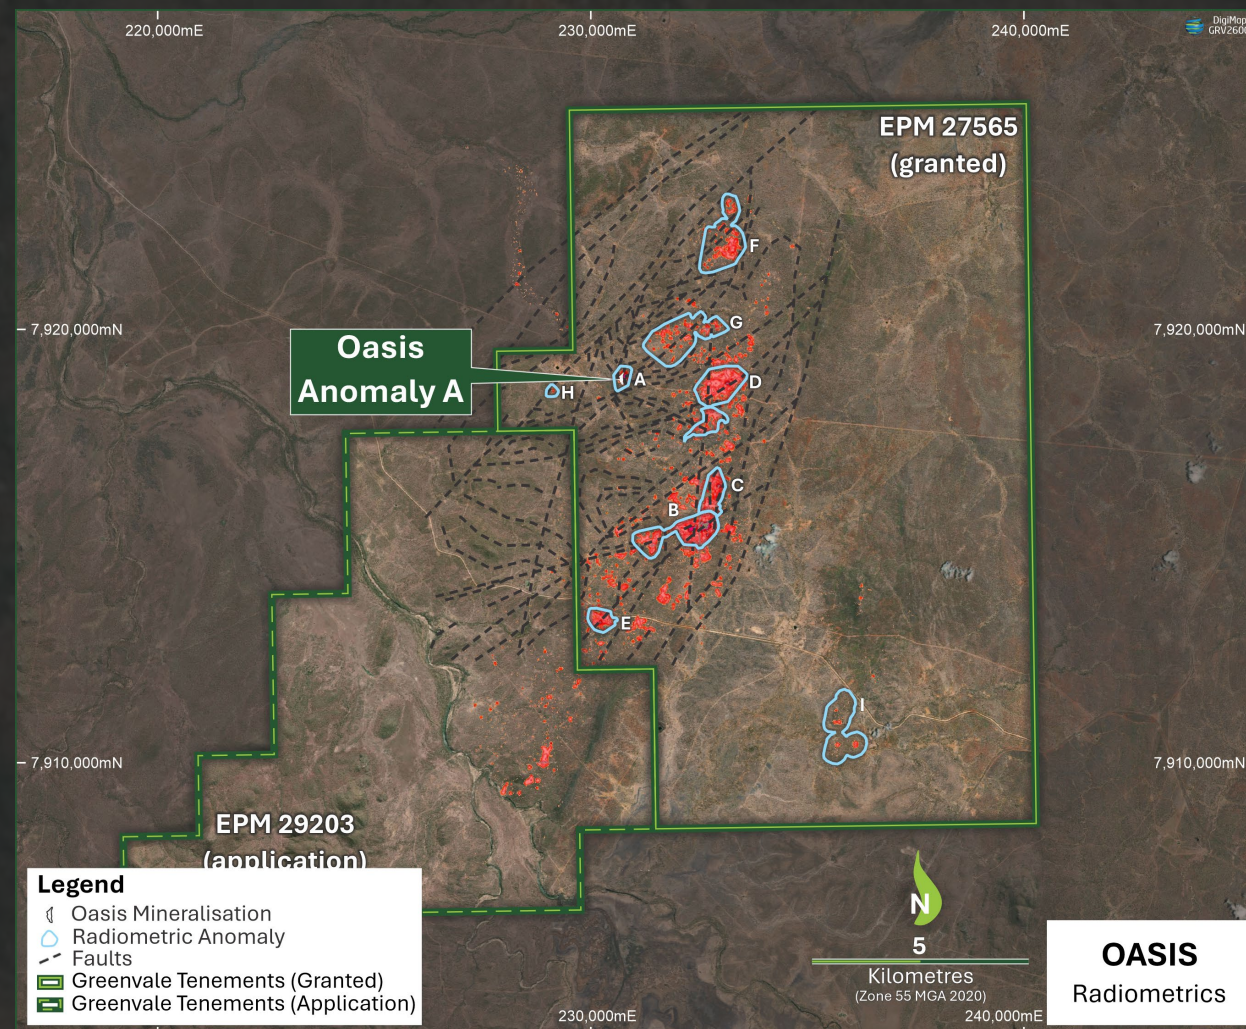 220,000mE
230,000mE
240,000mE
EPM 27565
(granted)
F
7,920,000mN
7,920,000mN
G
Oasis
Anomaly A
A
D
H
C
B
E
I
7,910,000mN
7,910,000mN
EPM 29203
(application)
Legend
Oasis Mineralisation
Radiometric Anomaly
Faults
Greenvale Tenements (Granted)
Greenvale Tenements (Application)
N
5
Kilometres
(Zone 55 MGA 2020)
OASIS
Radiometrics
230,000mE
240,000mE